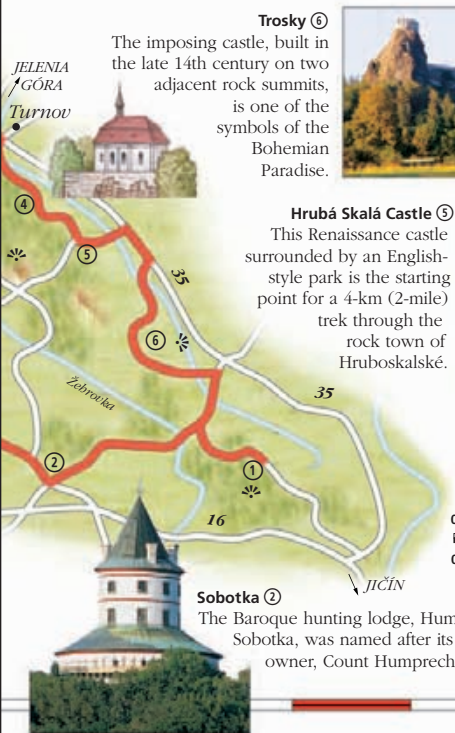 Trosky ⑥
The imposing castle, built in
the late 14th century on two
adjacent rock summits,
is one of the
symbols of the
Bohemian
Paradise.
JELENIA
GÓRA
Turnov
④
⑤
35
Hrubá Skalá Castle ⑤
This Renaissance castle
surrounded by an English-
style park is the starting
point for a 4-km (2-mile)
trek through the
rock town of
Hruboskalské.
⑥
Žebrovka
35
②
①
16
JIČÍN
Sobotka ②
The Baroque hunting lodge,
Sobotka, was named after its
owner, Count